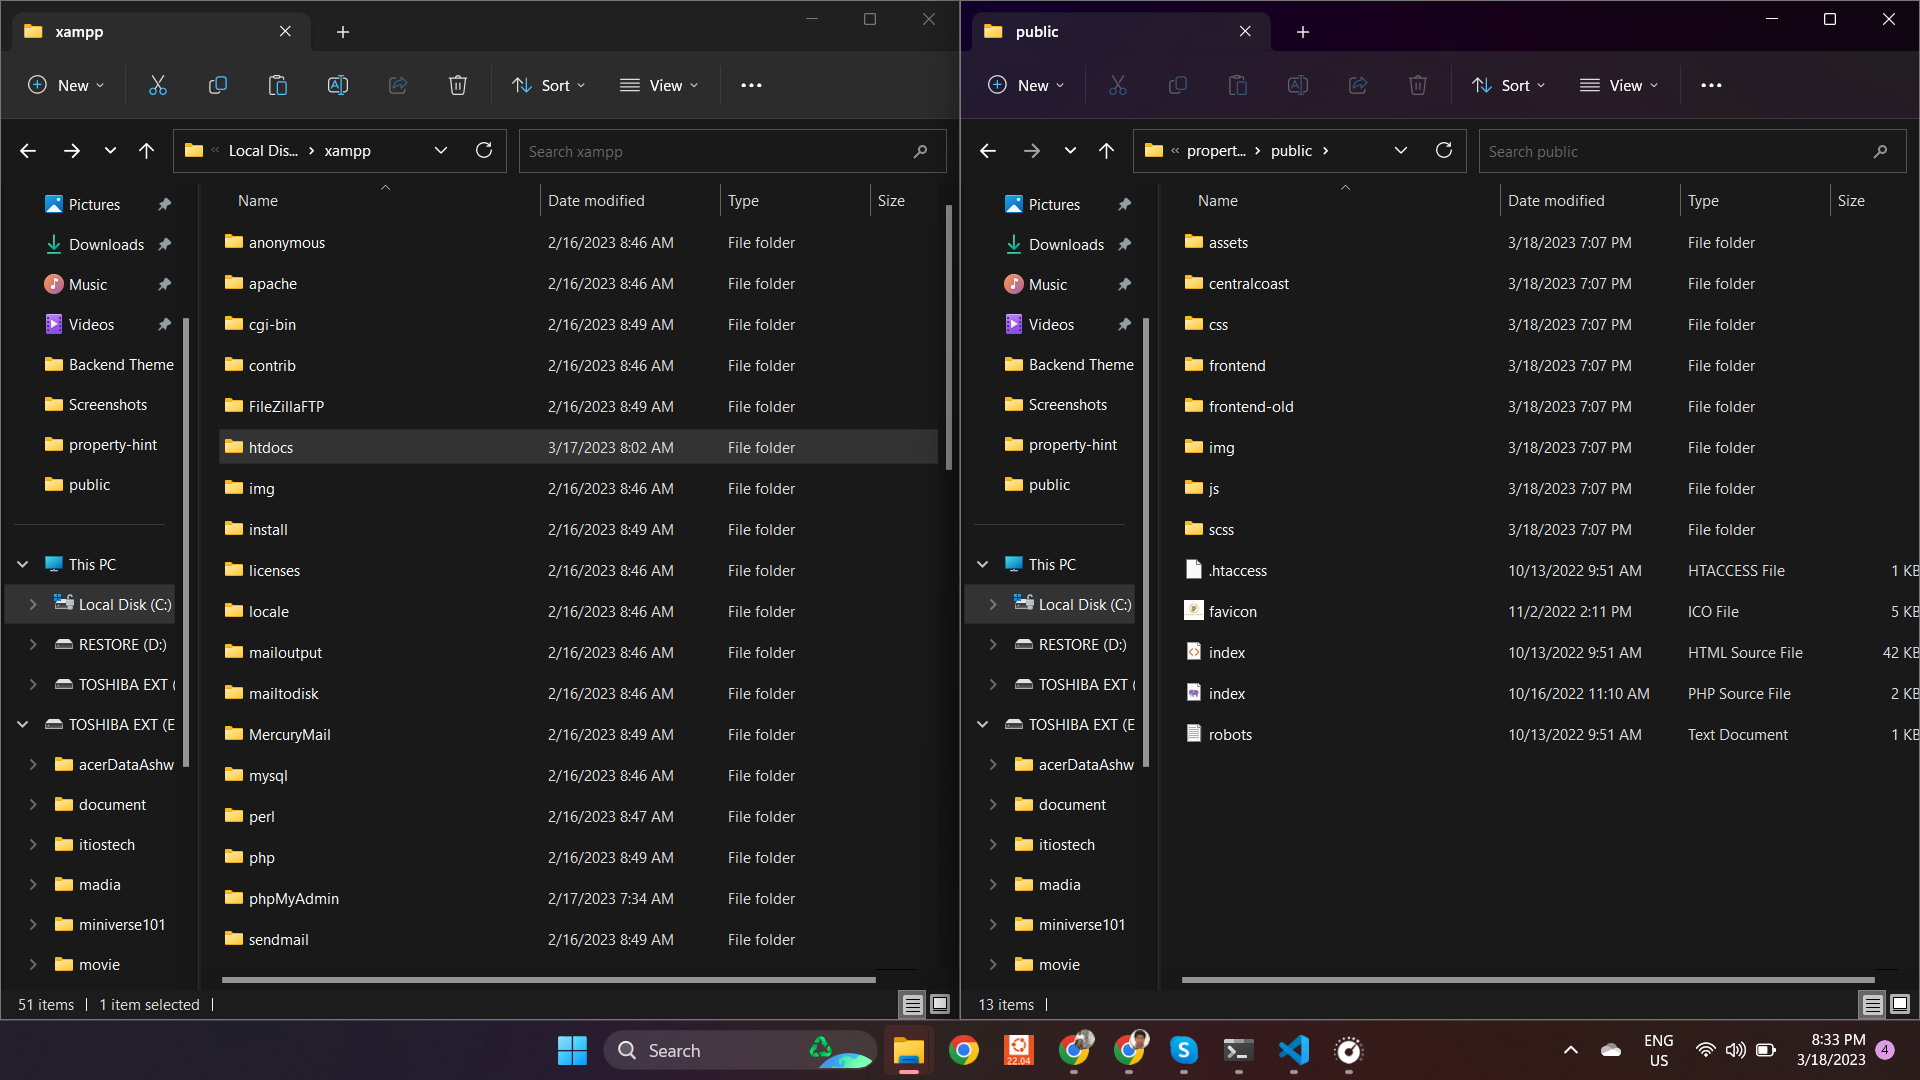 xampp
New
Sort
View
Local Dis...
xampp
Search xampp
Pictures
Downloads
Music
Videos
Backend Theme
Screenshots
property-hint
public
This PC
Local Disk (C:)
RESTORE (D:)
TOSHIBA EXT (
TOSHIBA EXT (E
acerDataAshw
document
itiostech
madia
miniverse101
movie
Name Date modified Type Size
anonymous 2/16/2023 8:46 AM File folder
apache 2/16/2023 8:46 AM File folder
cgi-bin 2/16/2023 8:49 AM File folder
contrib 2/16/2023 8:46 AM File folder
FileZillaFTP 2/16/2023 8:49 AM File folder
htdocs 3/17/2023 8:02 AM File folder
img 2/16/2023 8:46 AM File folder
install 2/16/2023 8:49 AM File folder
licenses 2/16/2023 8:46 AM File folder
locale 2/16/2023 8:46 AM File folder
mailoutput 2/16/2023 8:46 AM File folder
mailtodisk 2/16/2023 8:46 AM File folder
MercuryMail 2/16/2023 8:49 AM File folder
mysql 2/16/2023 8:46 AM File folder
perl 2/16/2023 8:47 AM File folder
php 2/16/2023 8:49 AM File folder
phpMyAdmin 2/17/2023 7:34 AM File folder
sendmail 2/16/2023 8:49 AM File folder
51 items 1 item selected
public
New
Sort
View
propert...
public
Search public
Pictures
Downloads
Music
Videos
Backend Theme
Screenshots
property-hint
public
This PC
Local Disk (C:)
RESTORE (D:)
TOSHIBA EXT (
TOSHIBA EXT (E
acerDataAshw
document
itiostech
madia
miniverse101
movie
Name Date modified Type Size
assets 3/18/2023 7:07 PM File folder
centralcoast 3/18/2023 7:07 PM File folder
css 3/18/2023 7:07 PM File folder
frontend 3/18/2023 7:07 PM File folder
frontend-old 3/18/2023 7:07 PM File folder
img 3/18/2023 7:07 PM File folder
js 3/18/2023 7:07 PM File folder
scss 3/18/2023 7:07 PM File folder
.htaccess 10/13/2022 9:51 AM HTACCESS File 1 KB
favicon 11/2/2022 2:11 PM ICO File 5 KB
index 10/13/2022 9:51 AM HTML Source File 42 KB
index 10/16/2022 11:10 AM PHP Source File 2 KB
robots 10/13/2022 9:51 AM Text Document 1 KB
13 items
Search
22.04
ENG
US
8:33 PM
3/18/2023
4